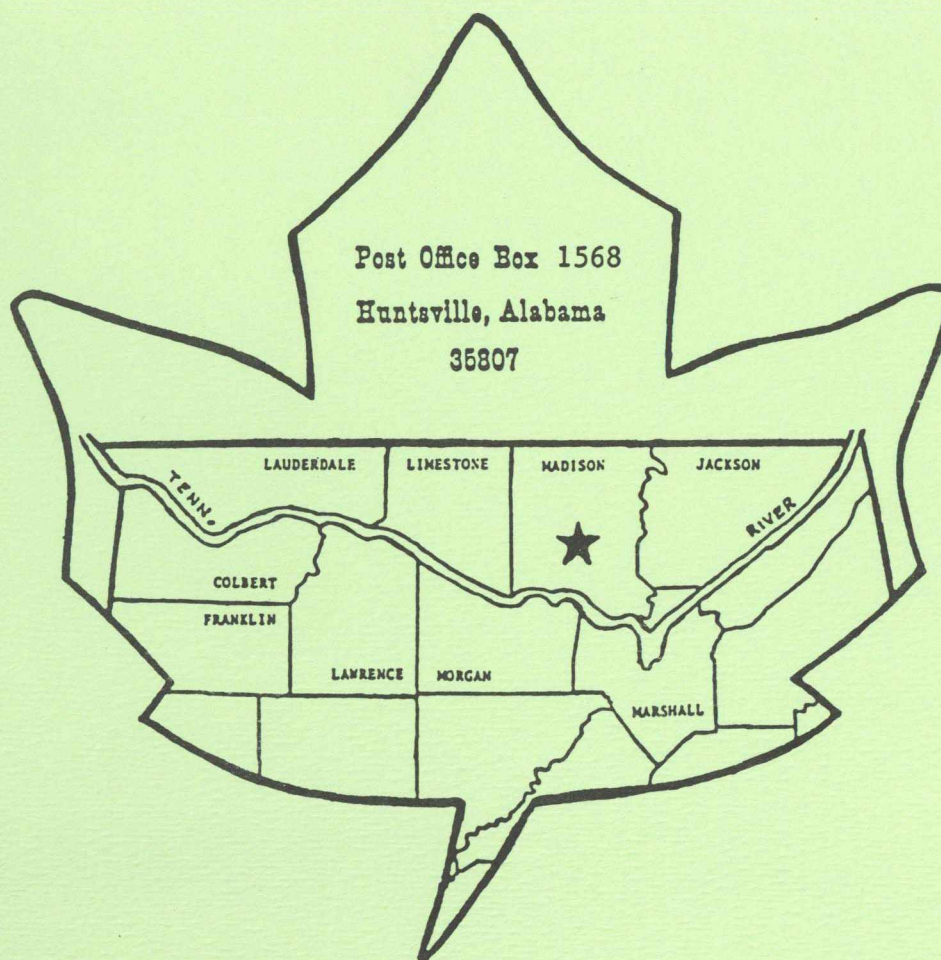 Post Office Box 1568
Huntsville, Alabama
35807
LAUDERDALE LIMESTONE MADISON JACKSON
TENN. RIVER
COLBERT
FRANKLIN
LAWRENCE MORGAN
MARSHALL